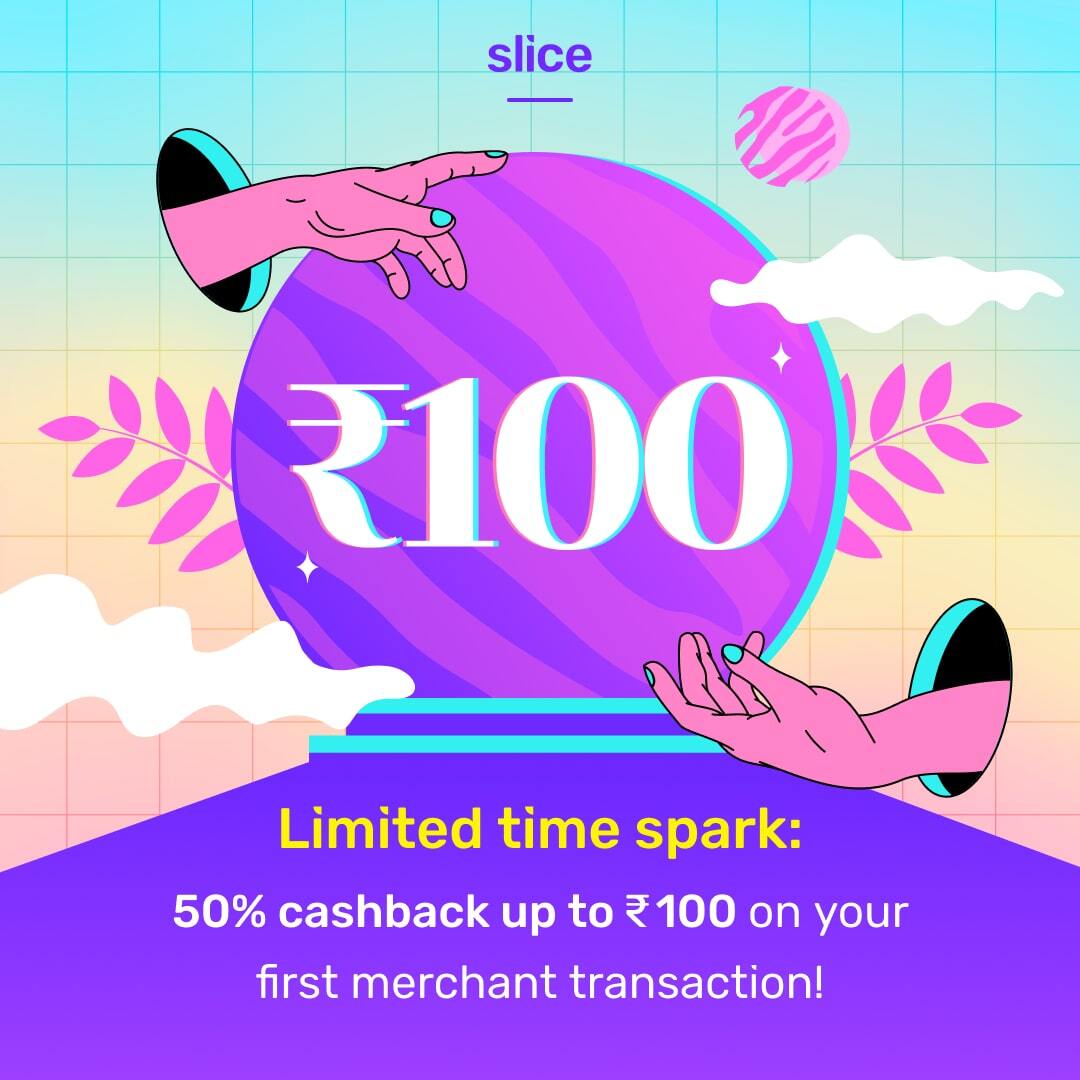 slice
₹100
Limited time spark:
50% cashback up to ₹100 on your
first merchant transaction!